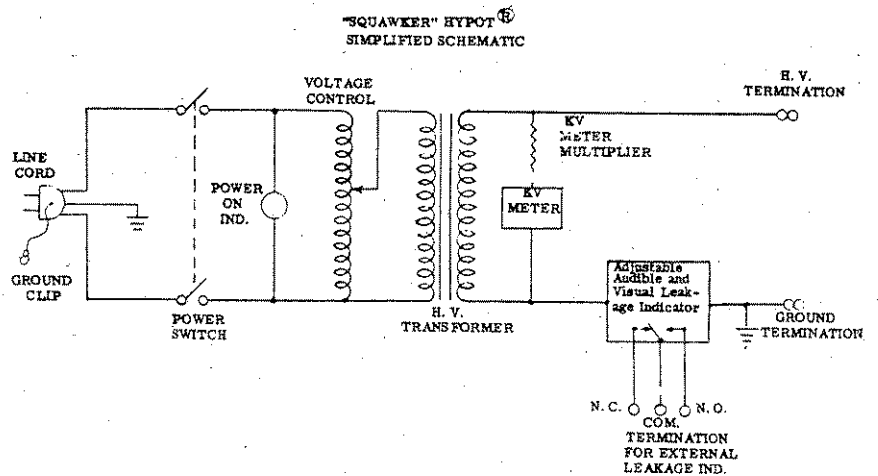 "SQUAWKER" HYPOT ®
SIMPLIFIED SCHEMATIC
VOLTAGE
CONTROL
H. V.
TERMINATION
KV
METER
MULTIPLIER
LINE
CORD
POWER
ON
IND.
KV
METER
GROUND
CLIP
POWER
SWITCH
H. V.
TRANSFORMER
Adjustable
Audible and
Visual Leak-
age Indicator
GROUND
TERMINATION
N. C.
N. O.
COM.
TERMINATION
FOR EXTERNAL
LEAKAGE IND.